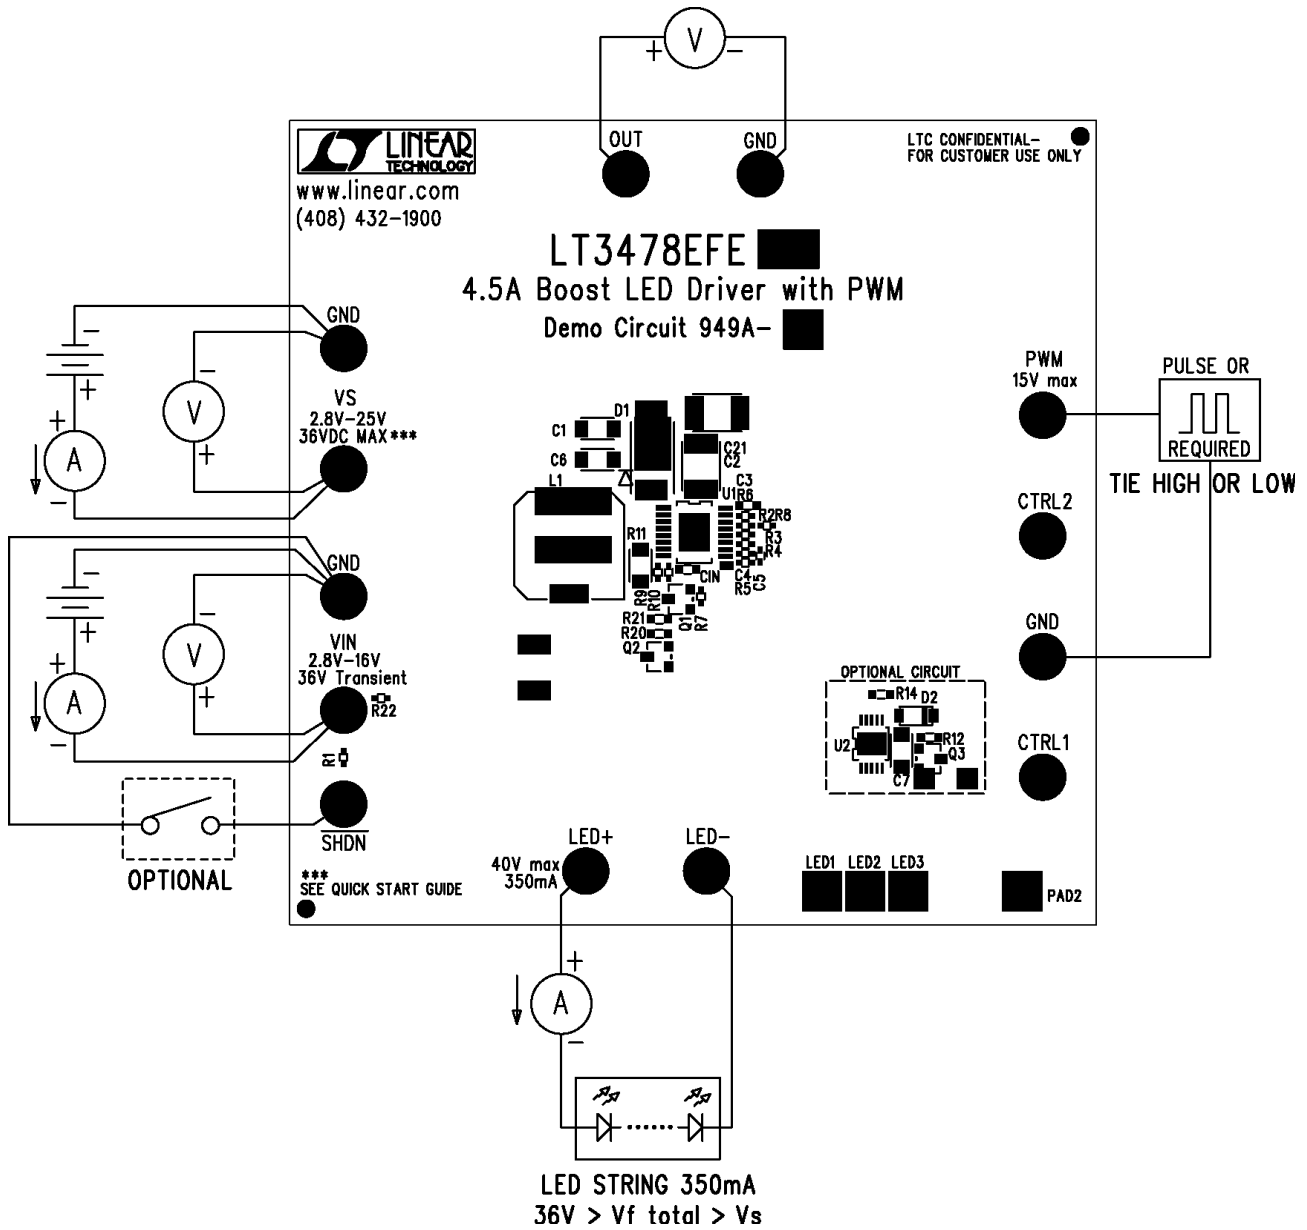 + V -
OUT
GND
LTC CONFIDENTIAL-
FOR CUSTOMER USE ONLY
LINEAR
TECHNOLOGY
www.linear.com
(408) 432-1900
LT3478EFE
4.5A Boost LED Driver with PWM
Demo Circuit 949A-
GND
-
+
+
A
-
-
V
+
VS
2.8V-25V
36VDC MAX***
PWM
15V max
PULSE OR
REQUIRED
TIE HIGH OR LOW
D1
C1
C6
L1
C21
C2
C3
U1
R6
R2
R8
R3
R4
R11
CIN
C4
R5
C5
R9
R10
Q1
R7
R21
R20
Q2
CTRL2
GND
GND
-
+
+
A
-
-
V
+
VIN
2.8V-16V
36V Transient
R22
R1
SHDN
OPTIONAL
***
SEE QUICK START GUIDE
OPTIONAL CIRCUIT
R14
D2
U2
R12
Q3
C7
CTRL1
LED+
LED-
40V max
350mA
LED1
LED2
LED3
PAD2
+
A
-
LED STRING 350mA
36V > Vf total > Vs